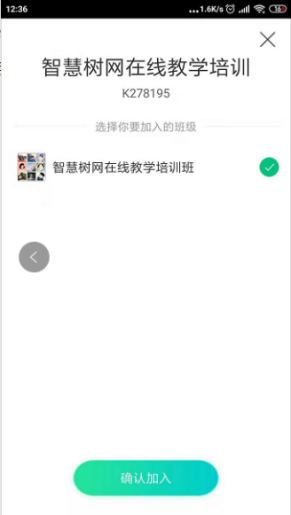 12:36
...1.6K/s
16
智慧树网在线教学培训
K278195
选择你要加入的班级
智慧树网在线教学培训班
确认加入